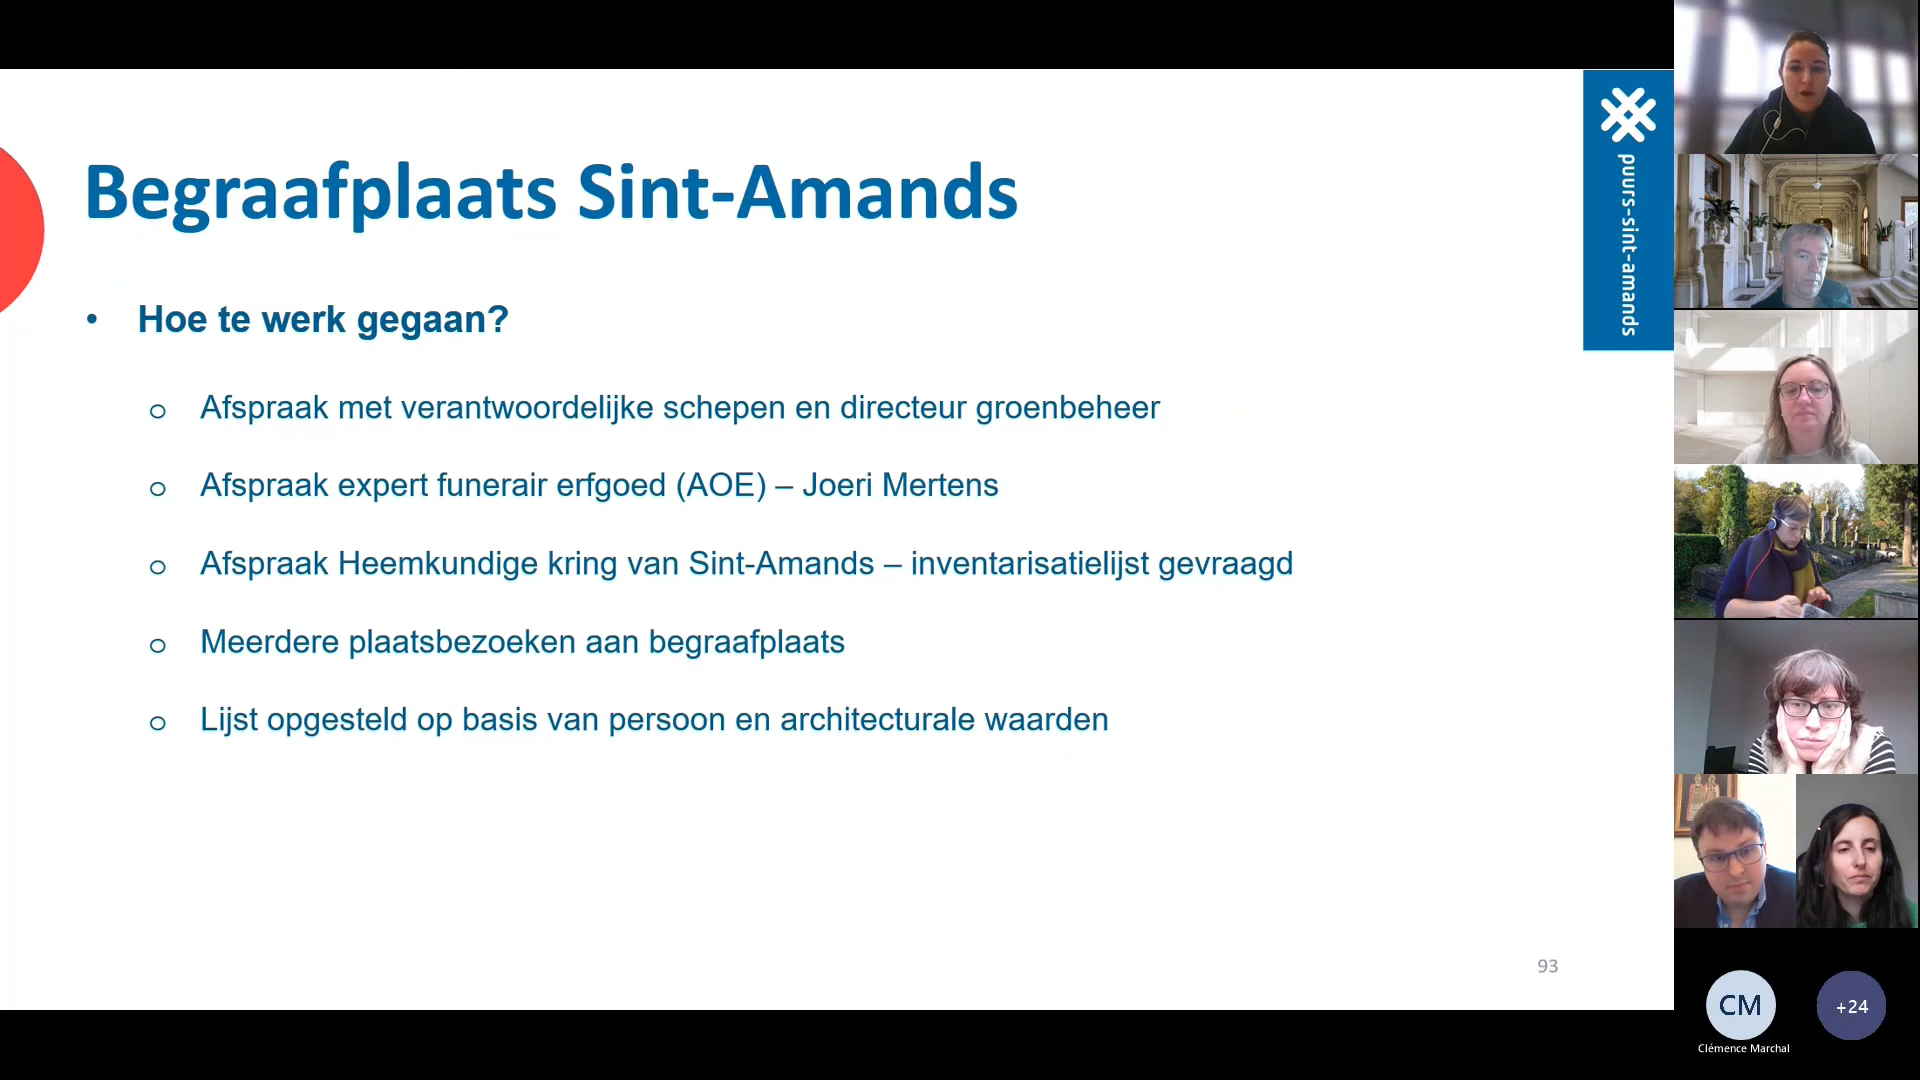 Begraafplaats Sint-Amands
puurs-sint-amands
• Hoe te werk gegaan?
o Afspraak met verantwoordelijke schepen en directeur groenbeheer
o Afspraak expert funerair erfgoed (AOE) – Joeri Mertens
o Afspraak Heemkundige kring van Sint-Amands – inventarisatielijst gevraagd
o Meerdere plaatsbezoeken aan begraafplaats
o Lijst opgesteld op basis van persoon en architecturale waarden
93
CM
+24
Clémence Marchal